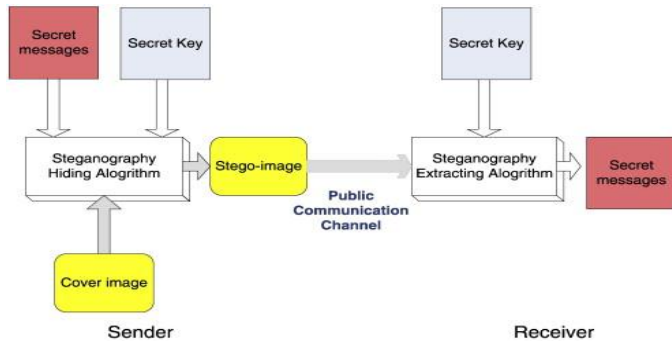 Secret
messages
Secret Key
Secret Key
Steganography
Hiding Alogrithm
Stego-image
Steganography
Extracting Alogrithm
Secret
messages
Public
Communication
Channel
Cover image
Sender
Receiver